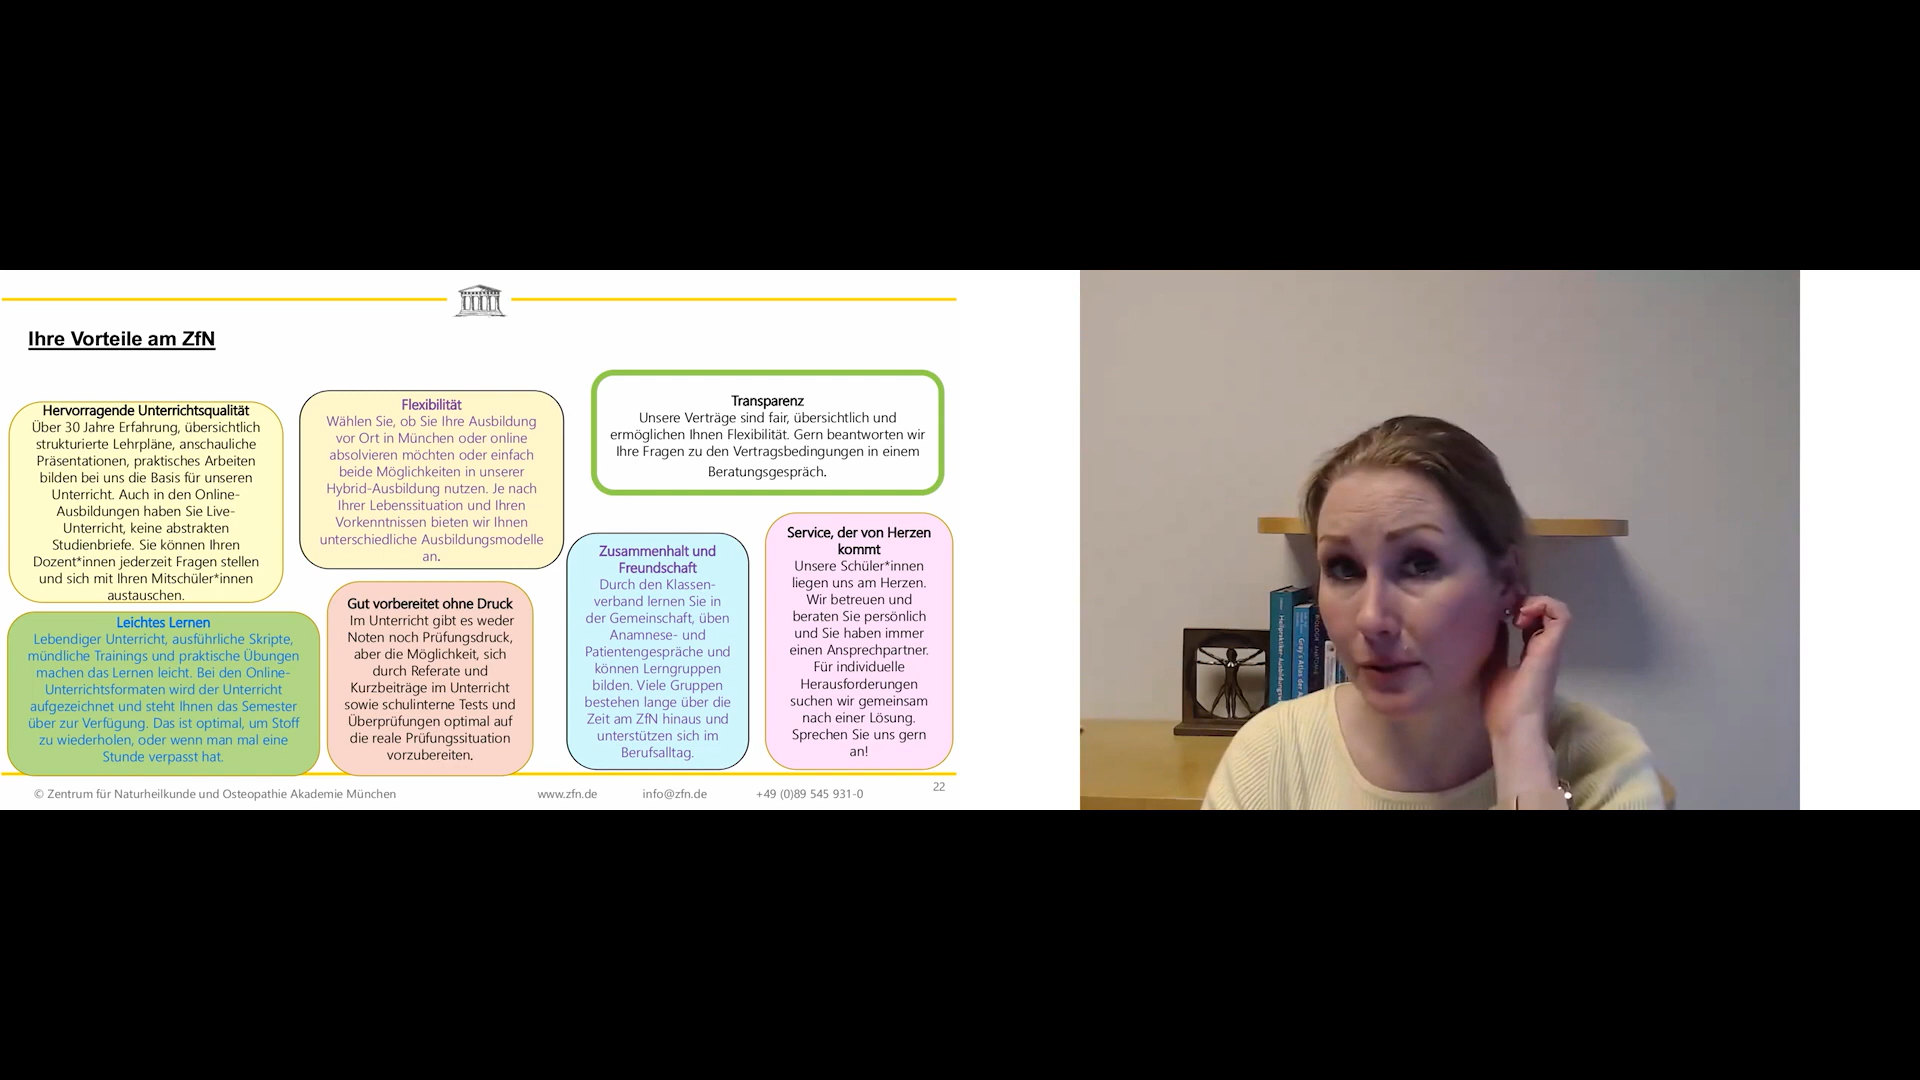 Ihre Vorteile am ZfN
Hervorragende Unterrichtsqualität
Über 30 Jahre Erfahrung, übersichtlich
strukturierte Lehrpläne, anschauliche
Präsentationen, praktisches Arbeiten
bilden bei uns die Basis für unseren
Unterricht. Auch in den Online-
Ausbildungen haben Sie Live-
Unterricht, keine abstrakten
Studienbriefe. Sie können Ihren
Dozent*innen jederzeit Fragen stellen
und sich mit Ihren Mitschüler*innen
austauschen.
Flexibilität
Wählen Sie, ob Sie Ihre Ausbildung
vor Ort in München oder online
absolvieren möchten oder einfach
beide Möglichkeiten in unserer
Hybrid-Ausbildung nutzen. Je nach
Ihrer Lebenssituation und Ihren
Vorkenntnissen bieten wir Ihnen
unterschiedliche Ausbildungsmodelle
an.
Transparenz
Unsere Verträge sind fair, übersichtlich und
ermöglichen Ihnen Flexibilität. Gern beantworten wir
Ihre Fragen zu den Vertragsbedingungen in einem
Beratungsgespräch.
Leichtes Lernen
Lebendiger Unterricht, ausführliche Skripte,
mündliche Trainings und praktische Übungen
machen das Lernen leicht. Bei den Online-
Unterrichtsformaten wird der Unterricht
aufgezeichnet und steht Ihnen das Semester
über zur Verfügung. Das ist optimal, um Stoff
zu wiederholen, oder wenn man mal eine
Stunde verpasst hat.
Gut vorbereitet ohne Druck
Im Unterricht gibt es weder
Noten noch Prüfungsdruck,
aber die Möglichkeit, sich
durch Referate und
Kurzbeiträge im Unterricht
sowie schulinterne Tests und
Überprüfungen optimal auf
die reale Prüfungssituation
vorzubereiten.
Zusammenhalt und
Freundschaft
Durch den Klassen-
verband lernen Sie in
der Gemeinschaft, üben
Anamnese- und
Patientengespräche und
können Lerngruppen
bilden. Viele Gruppen
bestehen lange über die
Zeit am ZfN hinaus und
unterstützen sich im
Berufsalltag.
Service, der von Herzen
kommt
Unsere Schüler*innen
liegen uns am Herzen.
Wir betreuen und
beraten Sie persönlich
und Sie haben immer
einen Ansprechpartner.
Für individuelle
Herausforderungen
suchen wir gemeinsam
nach einer Lösung.
Sprechen Sie uns gern
an!
© Zentrum für Naturheilkunde und Osteopathie Akademie München
www.zfn.de
info@zfn.de
+49 (0)89 545 931-0
22